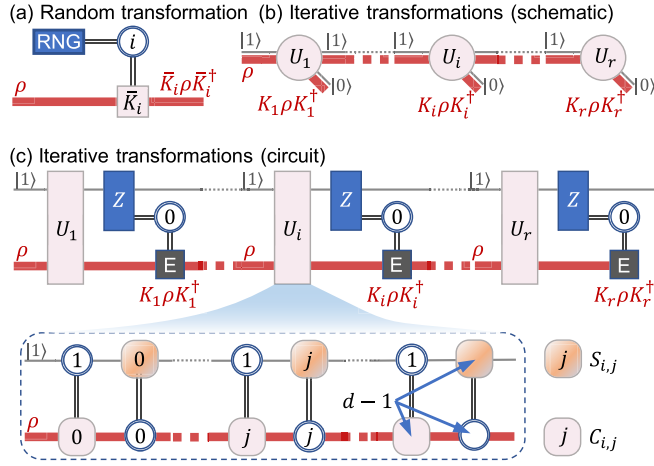 (a) Random transformation
RNG
i
ρ
K̄ᵢ
K̄ᵢρK̄ᵢ†
(b) Iterative transformations (schematic)
|1⟩ |1⟩ |1⟩ |1⟩
ρ U₁ Uᵢ Uᵣ
|0⟩ |0⟩ |0⟩
K₁ρK₁† KᵢρKᵢ† KᵣρKᵣ†
(c) Iterative transformations (circuit)
|1⟩ Z |1⟩ Z |1⟩ Z
U₁ 0 Uᵢ 0 Uᵣ 0
ρ E ρ E ρ E
K₁ρK₁† KᵢρKᵢ† KᵣρKᵣ†
|1⟩ 1 0 1 j 1 j Sᵢ,ⱼ
d − 1
ρ 0 0 j j j Cᵢ,ⱼ